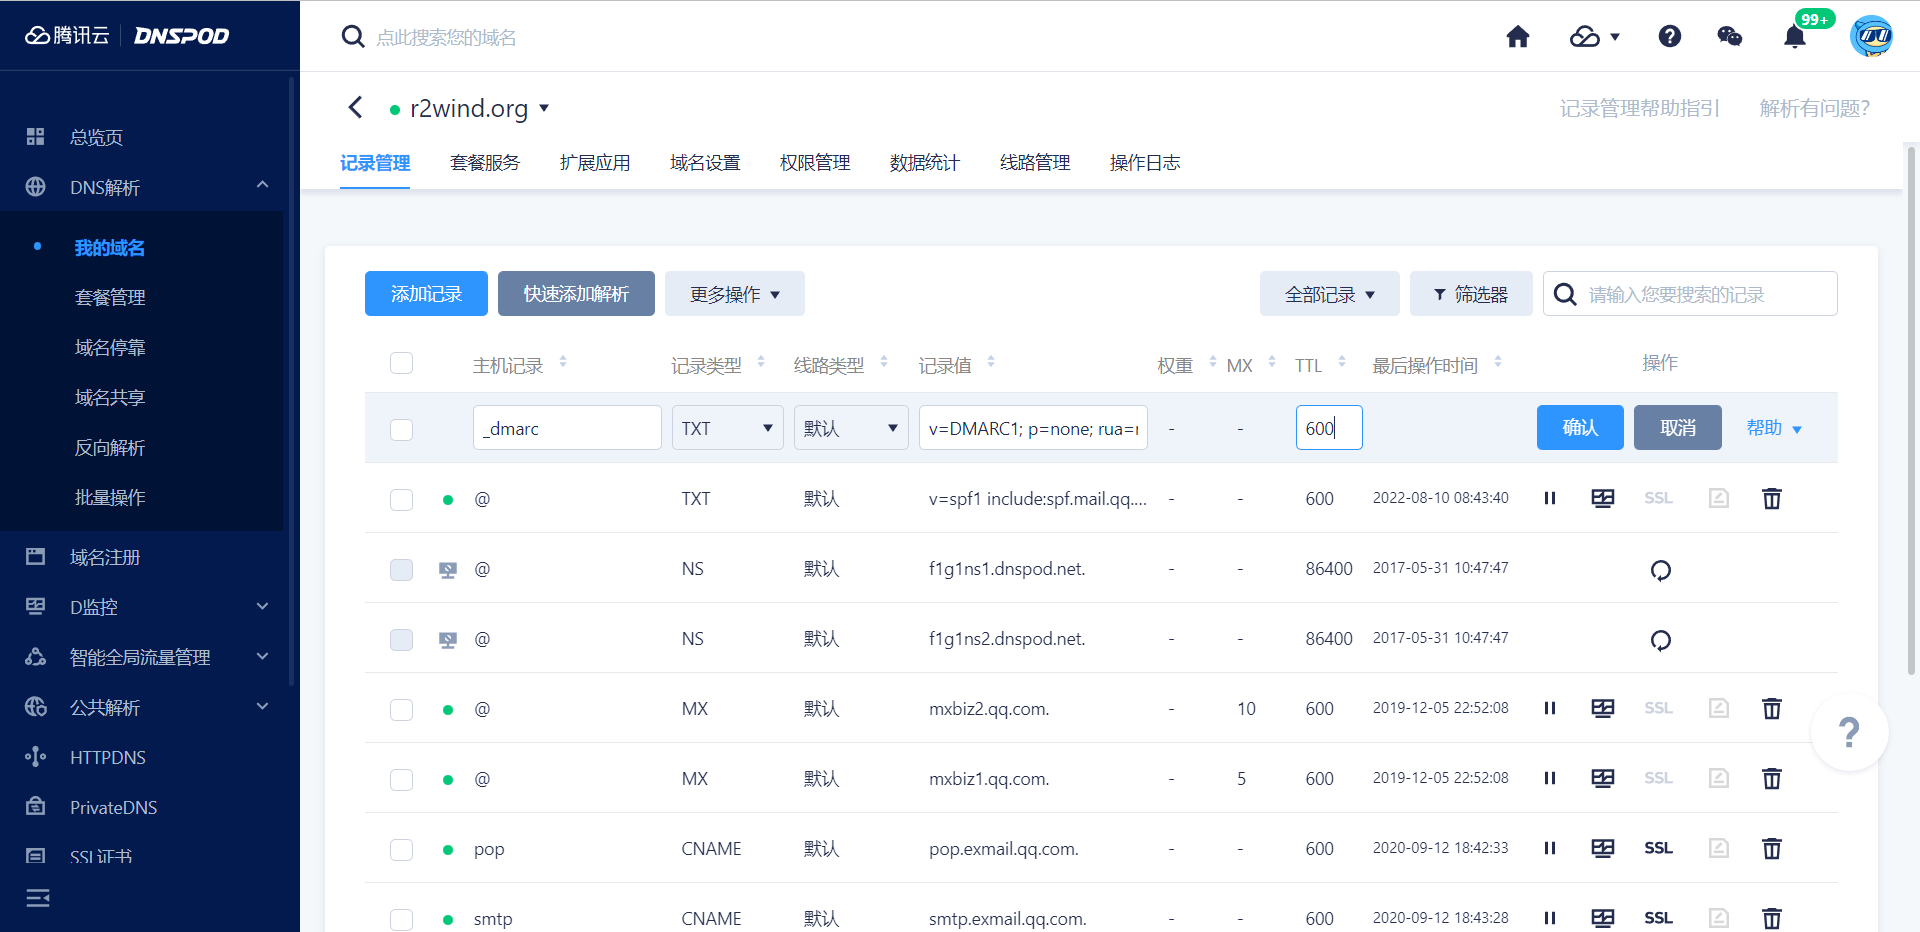 腾讯云 DNSPOD
点此搜索您的域名
99+
r2wind.org
记录管理帮助指引 解析有问题?
记录管理 套餐服务 扩展应用 域名设置 权限管理 数据统计 线路管理 操作日志
总览页
DNS解析
我的域名
套餐管理
域名停靠
域名共享
反向解析
批量操作
域名注册
D监控
智能全局流量管理
公共解析
HTTPDNS
PrivateDNS
SSL证书
添加记录 快速添加解析 更多操作 全部记录 筛选器 请输入您要搜索的记录
主机记录 记录类型 线路类型 记录值 权重 MX TTL 最后操作时间 操作
_dmarc TXT 默认 v=DMARC1; p=none; rua= - - 600 确认 取消 帮助
@ TXT 默认 v=spf1 include:spf.mail.qq.... - - 600 2022-08-10 08:43:40 SSL
@ NS 默认 f1g1ns1.dnspod.net. - - 86400 2017-05-31 10:47:47
@ NS 默认 f1g1ns2.dnspod.net. - - 86400 2017-05-31 10:47:47
@ MX 默认 mxbiz2.qq.com. - 10 600 2019-12-05 22:52:08 SSL
@ MX 默认 mxbiz1.qq.com. - 5 600 2019-12-05 22:52:08 SSL
pop CNAME 默认 pop.exmail.qq.com. - - 600 2020-09-12 18:42:33 SSL
smtp CNAME 默认 smtp.exmail.qq.com. - - 600 2020-09-12 18:43:28 SSL
?